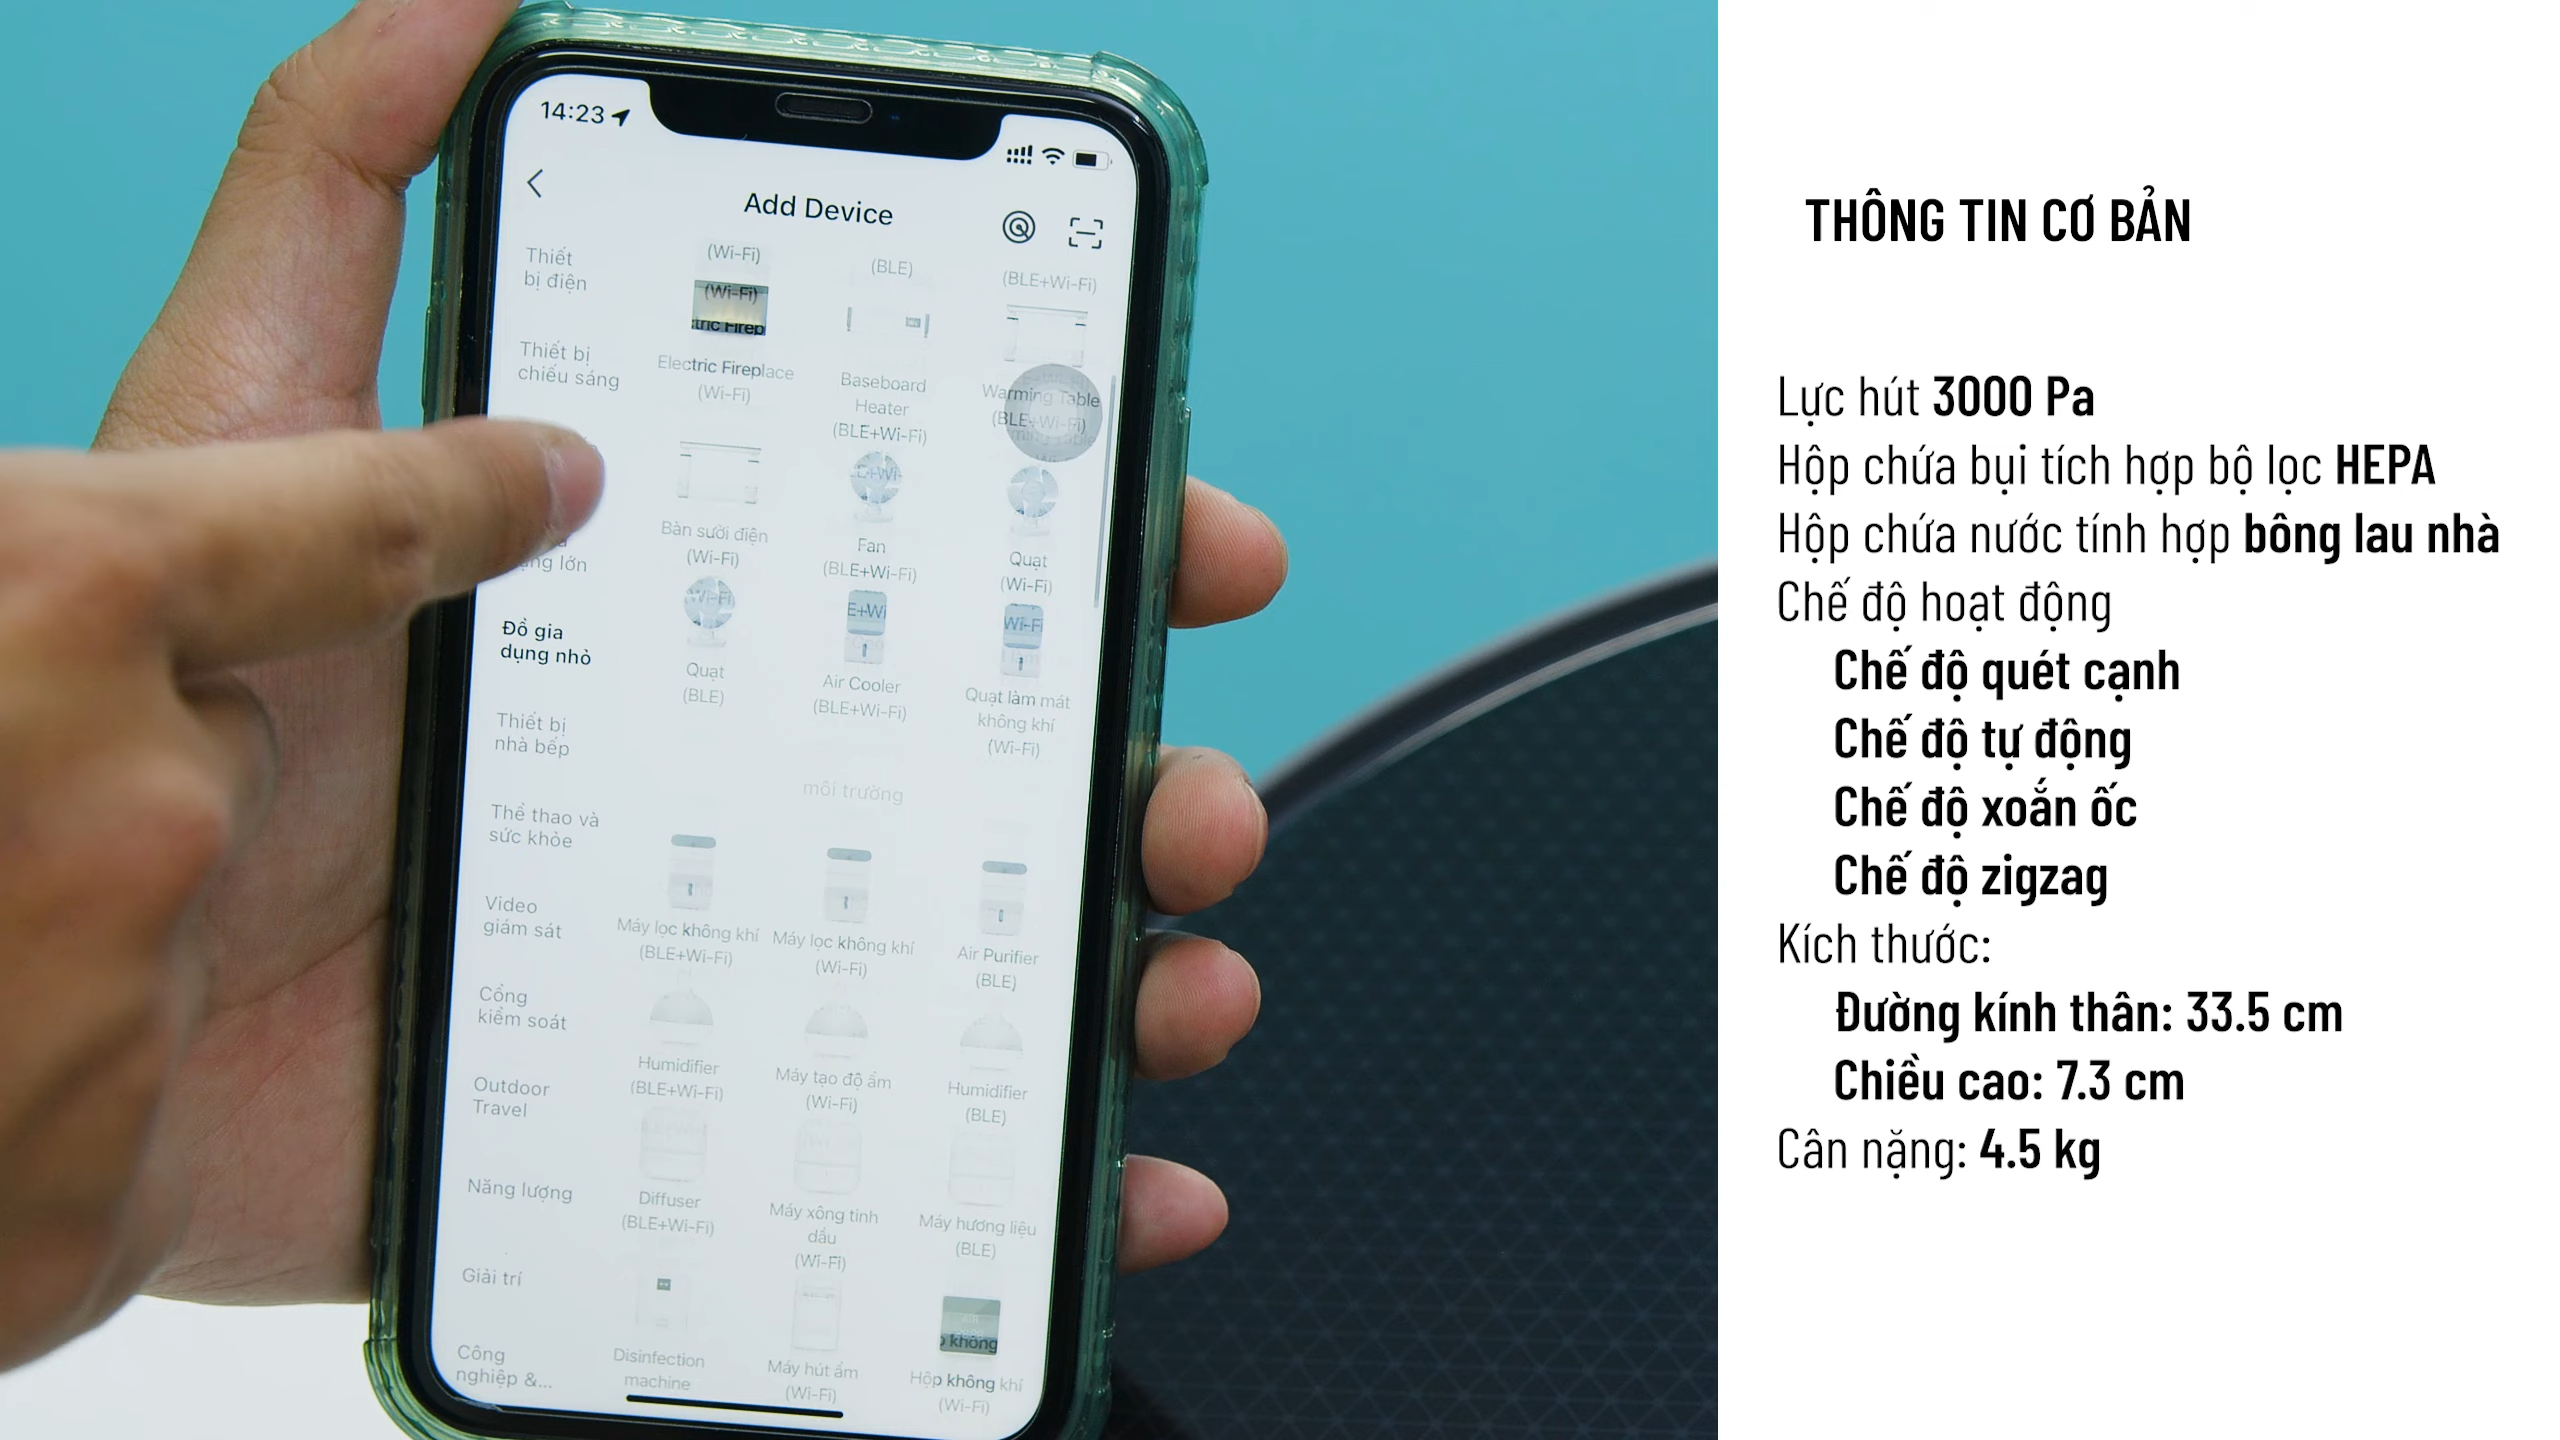 14:23
Add Device
Thiết
bị điện
Thiết bị
chiếu sáng
ng lớn
Đồ gia
dụng nhỏ
Thiết bị
nhà bếp
Thể thao và
sức khỏe
Video
giám sát
Cổng
kiểm soát
Outdoor
Travel
Năng lượng
Giải trí
Công
nghiệp &...
(Wi-Fi)
(BLE)
(BLE+Wi-Fi)
Electric Fireplace
(Wi-Fi)
Baseboard
Heater
(BLE+Wi-Fi)
Warming Table
(BLE+Wi-Fi)
Bàn sưởi điện
(Wi-Fi)
Fan
(BLE+Wi-Fi)
Quạt
(Wi-Fi)
Quạt
(BLE)
Air Cooler
(BLE+Wi-Fi)
Quạt làm mát
không khí
(Wi-Fi)
môi trường
Máy lọc không khí
(BLE+Wi-Fi)
Máy lọc không khí
(Wi-Fi)
Air Purifier
(BLE)
Humidifier
(BLE+Wi-Fi)
Máy tạo độ ẩm
(Wi-Fi)
Humidifier
(BLE)
Diffuser
(BLE+Wi-Fi)
Máy xông tinh
dầu
(Wi-Fi)
Máy hương liệu
(BLE)
Disinfection
machine
Máy hút ẩm
(Wi-Fi)
Hộp không khí
(Wi-Fi)
THÔNG TIN CƠ BẢN
Lực hút 3000 Pa
Hộp chứa bụi tích hợp bộ lọc HEPA
Hộp chứa nước tính hợp bông lau nhà
Chế độ hoạt động
Chế độ quét cạnh
Chế độ tự động
Chế độ xoắn ốc
Chế độ zigzag
Kích thước:
Đường kính thân: 33.5 cm
Chiều cao: 7.3 cm
Cân nặng: 4.5 kg